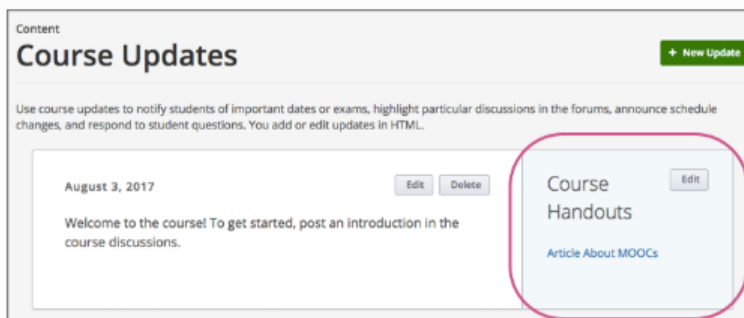 Content
Course Updates
+ New Update
Use course updates to notify students of important dates or exams, highlight particular discussions in the forums, announce schedule
changes, and respond to student questions. You add or edit updates in HTML.
August 3, 2017
Edit
Delete
Welcome to the course! To get started, post an introduction in the
course discussions.
Course
Handouts
Edit
Article About MOOCs